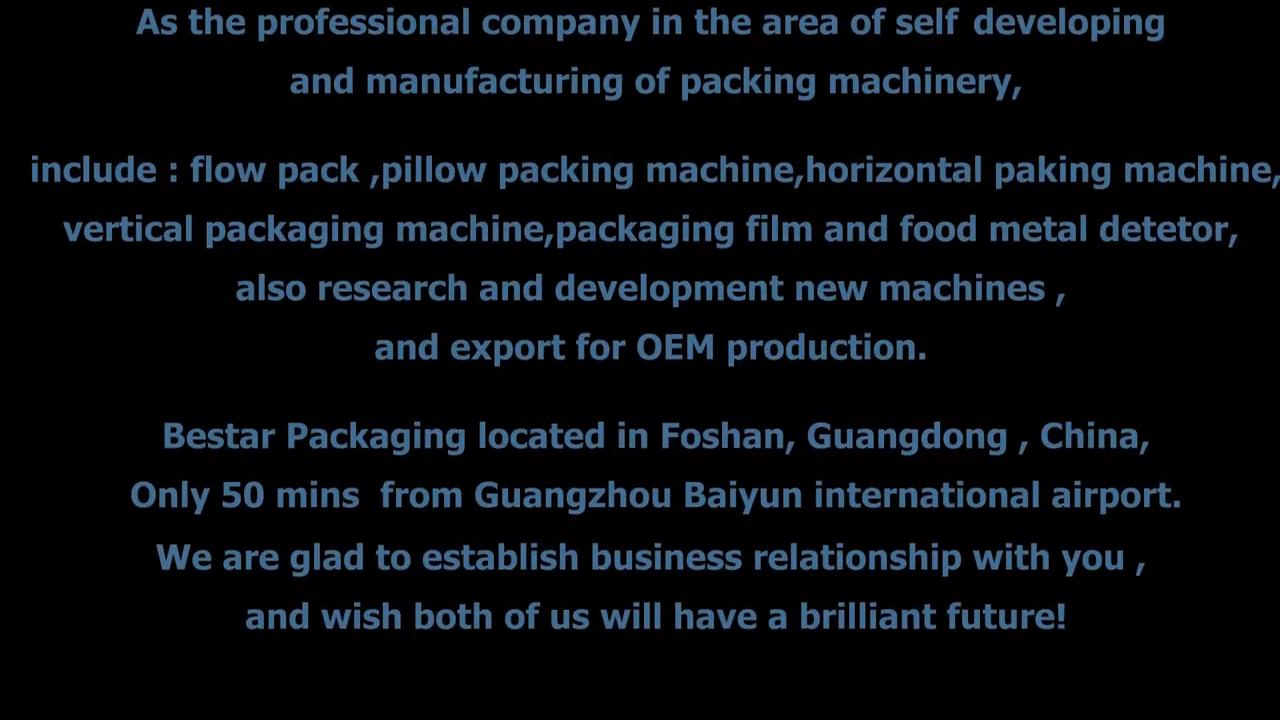 As the professional company in the area of self developing
and manufacturing of packing machinery,
include : flow pack ,pillow packing machine,horizontal paking machine,
vertical packaging machine,packaging film and food metal detetor,
also research and development new machines ,
and export for OEM production.
Bestar Packaging located in Foshan, Guangdong , China,
Only 50 mins  from Guangzhou Baiyun international airport.
We are glad to establish business relationship with you ,
and wish both of us will have a brilliant future!